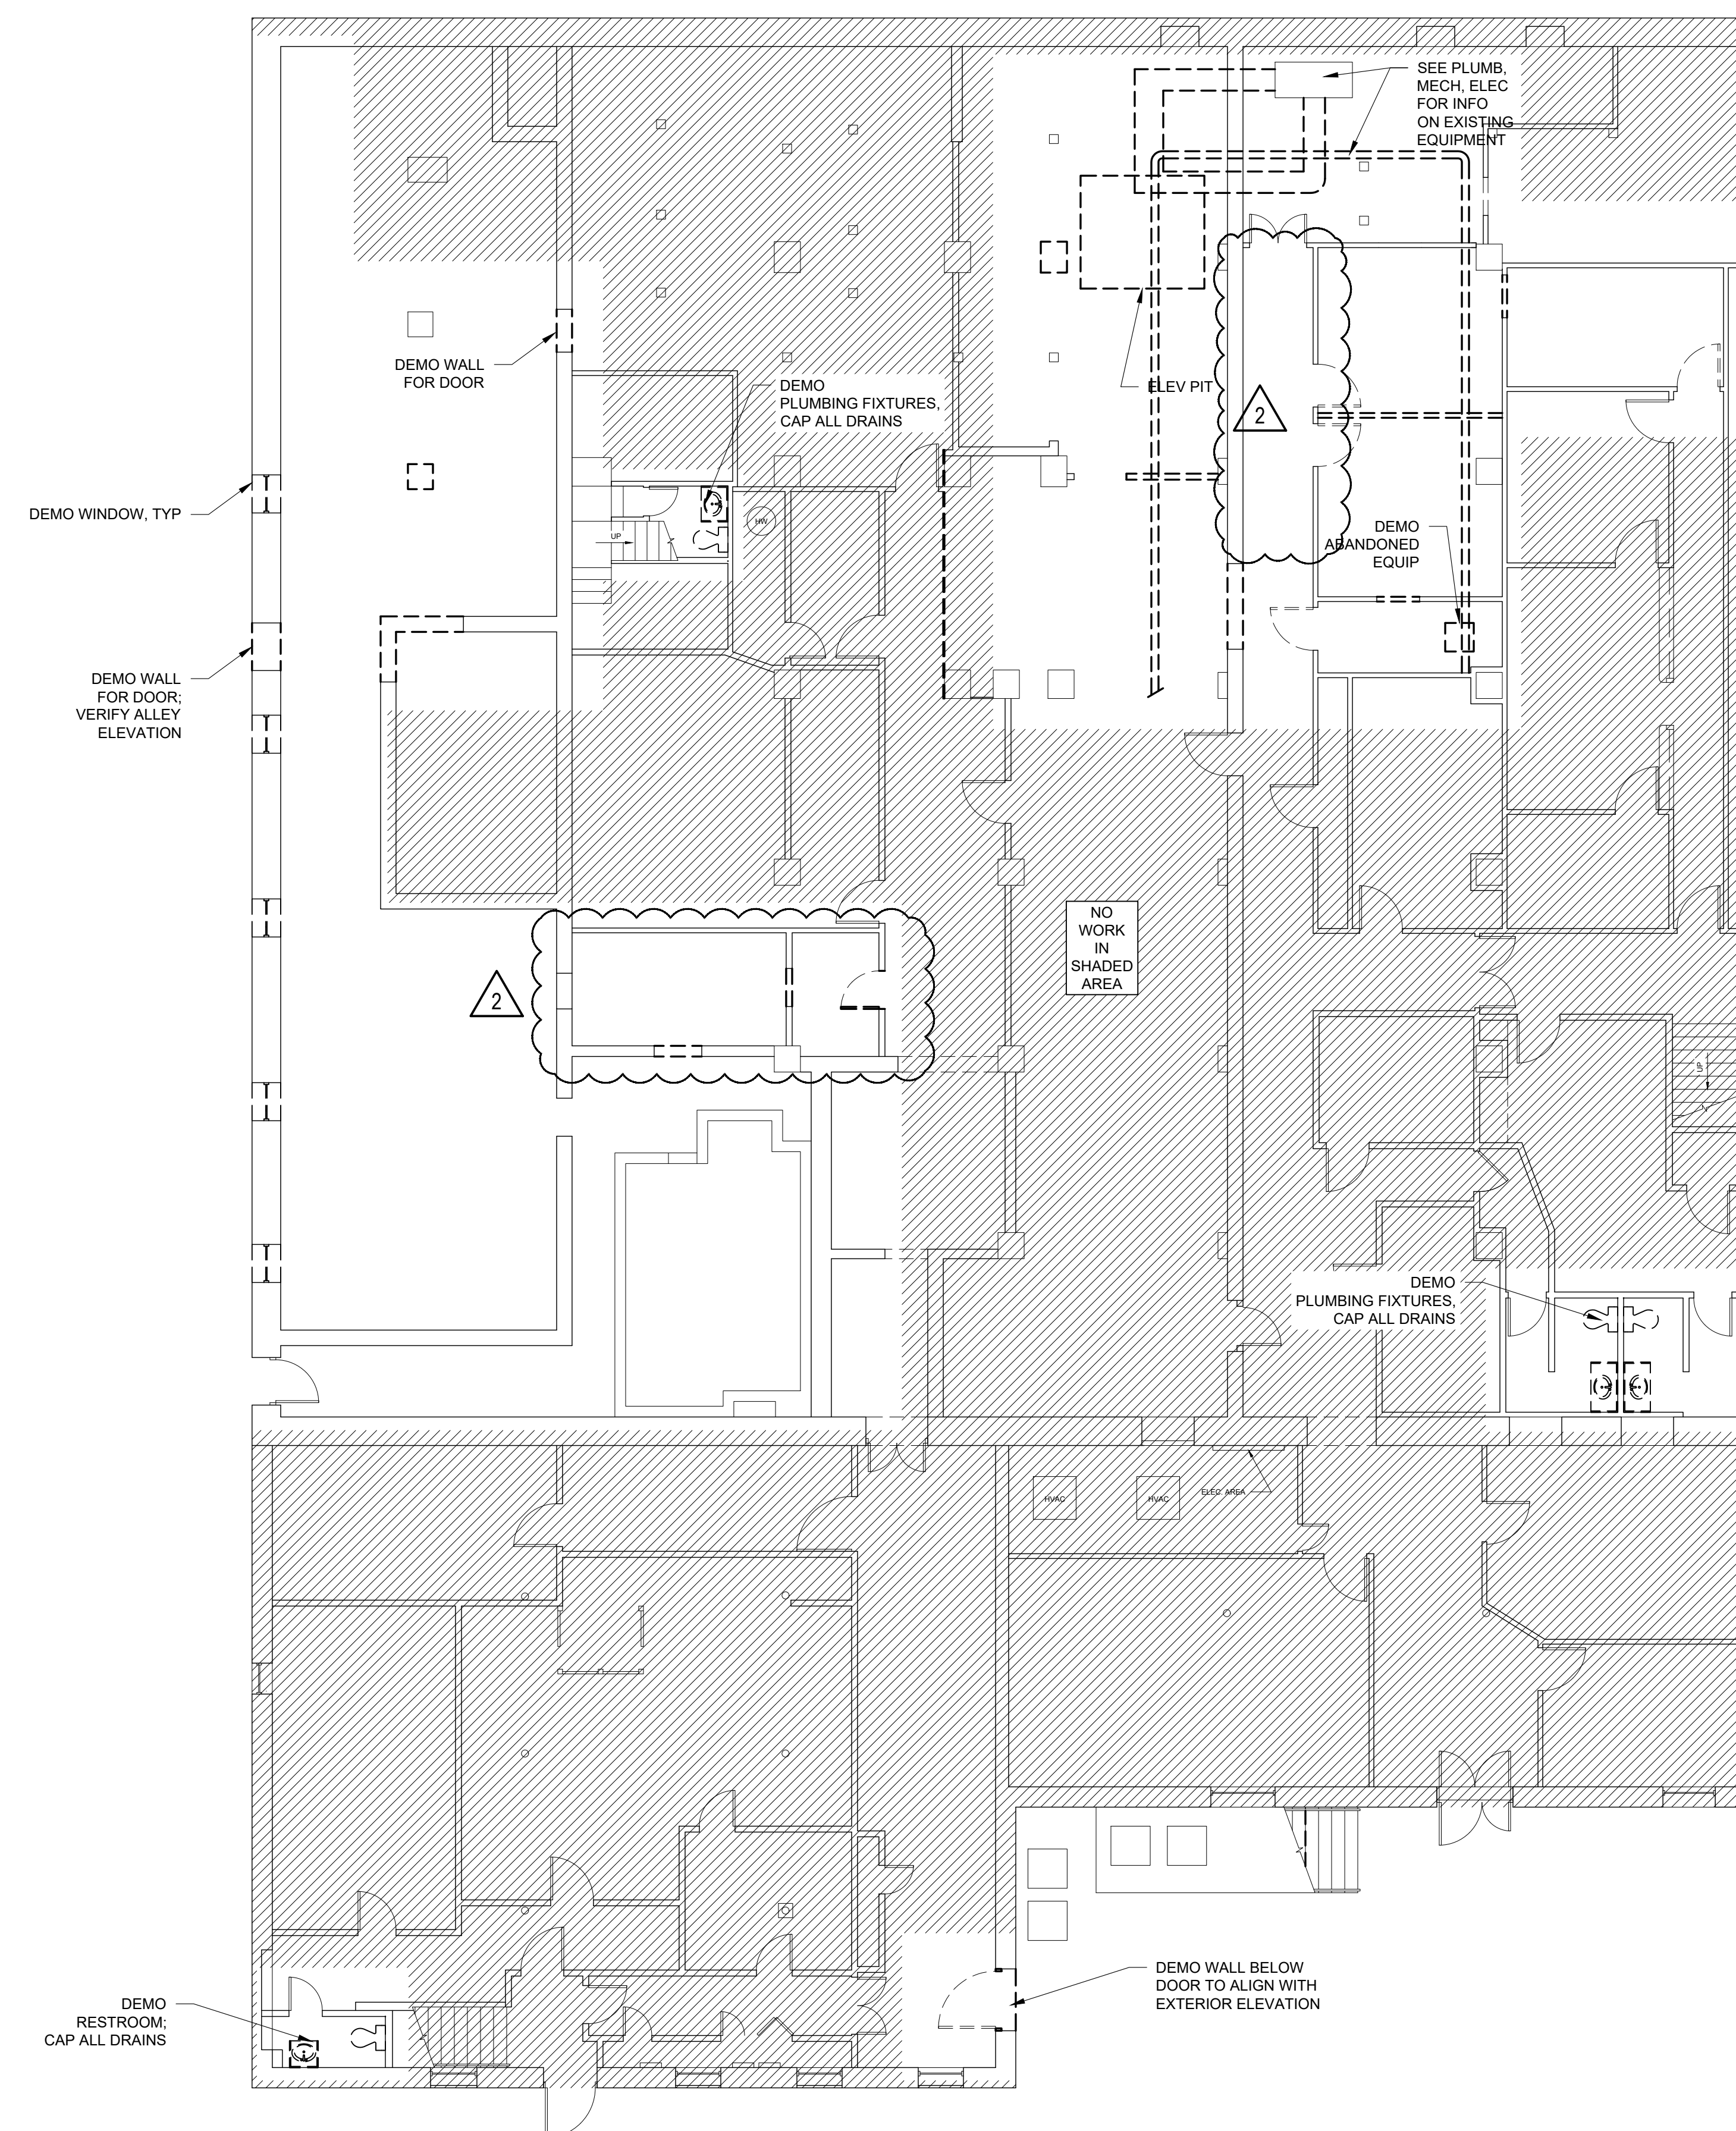 SEE PLUMB,
MECH, ELEC
FOR INFO
ON EXISTING
EQUIPMENT
DEMO WALL
FOR DOOR
DEMO
PLUMBING FIXTURES,
CAP ALL DRAINS
ELEV PIT
2
DEMO WINDOW, TYP
HW
UP
DEMO
ABANDONED
EQUIP
DEMO WALL
FOR DOOR;
VERIFY ALLEY
ELEVATION
NO
WORK
IN
SHADED
AREA
2
UP
DEMO
PLUMBING FIXTURES,
CAP ALL DRAINS
HVAC
HVAC
ELEC. AREA
DEMO WALL BELOW
DOOR TO ALIGN WITH
EXTERIOR ELEVATION
DEMO
RESTROOM;
CAP ALL DRAINS